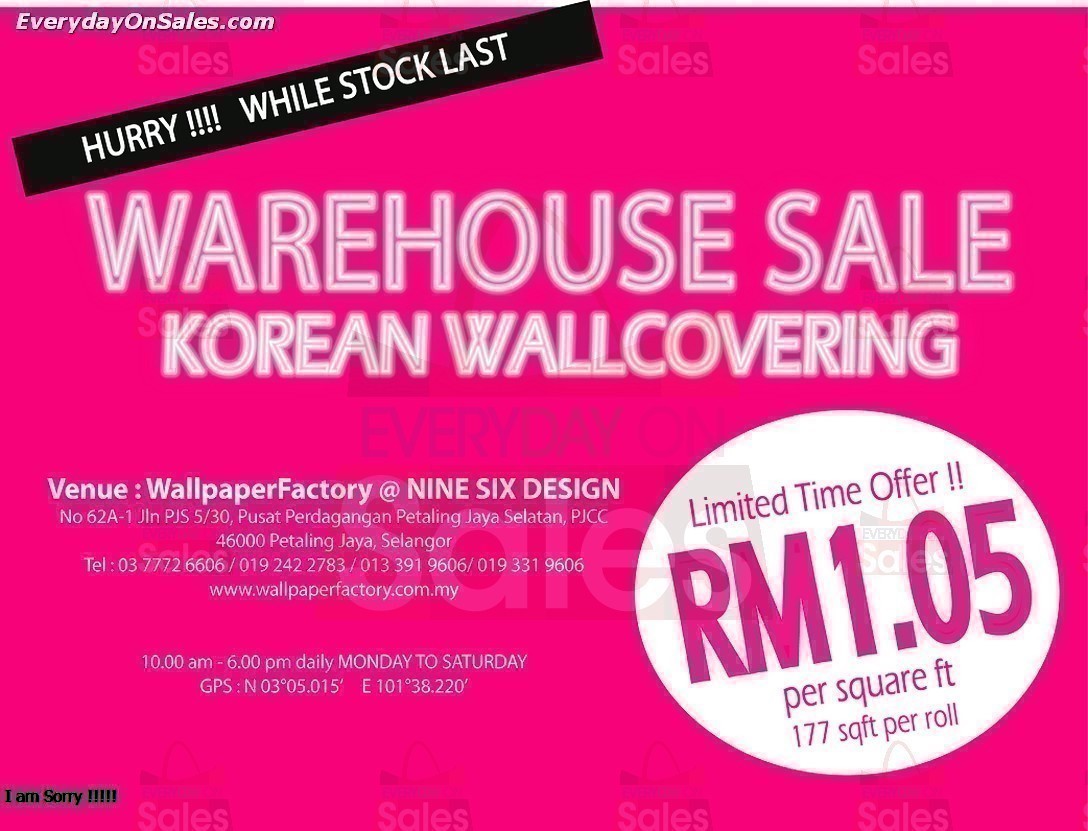 EverydayOnSales.com
HURRY !!!! WHILE STOCK LAST
WAREHOUSE SALE
KOREAN WALLCOVERING
EVERYDAY ON
Sales
Venue : WallpaperFactory @ NINE SIX DESIGN
No 62A-1 Jln PJS 5/30, Pusat Perdagangan Petaling Jaya Selatan, PJCC
46000 Petaling Jaya, Selangor
Tel : 03 7772 6606 / 019 242 2783 / 013 391 9606/ 019 331 9606
www.wallpaperfactory.com.my
10.00 am - 6.00 pm daily MONDAY TO SATURDAY
GPS : N 03°05.015' E 101°38.220'
Limited Time Offer !!
RM1.05
per square ft
177 sqft per roll
I am Sorry !!!!!